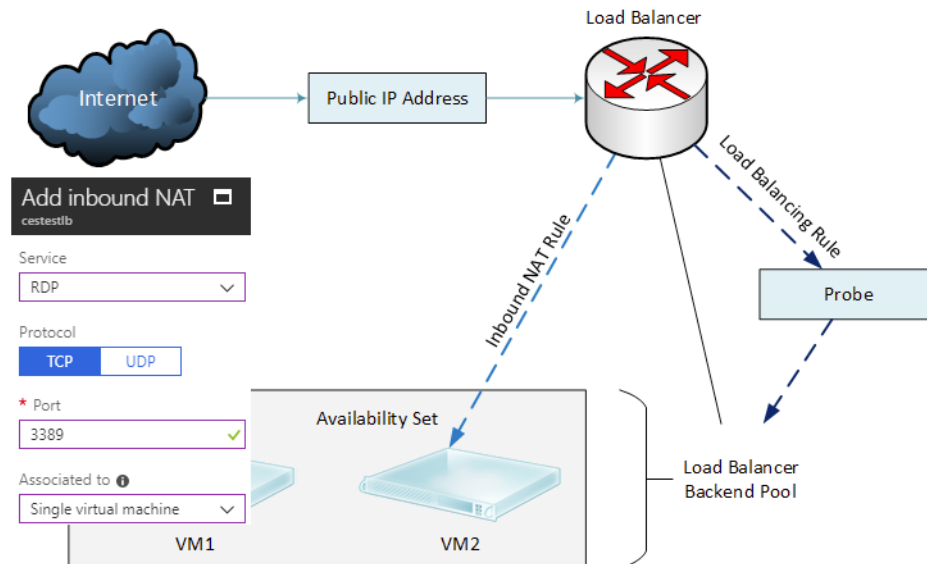 Load Balancer
Internet
Public IP Address
Load Balancing Rule
Add inbound NAT
cestestlb
Service
RDP
Inbound NAT Rule
Probe
Protocol
TCP UDP
* Port
3389
Availability Set
Associated to
Single virtual machine
Load Balancer
Backend Pool
VM1
VM2